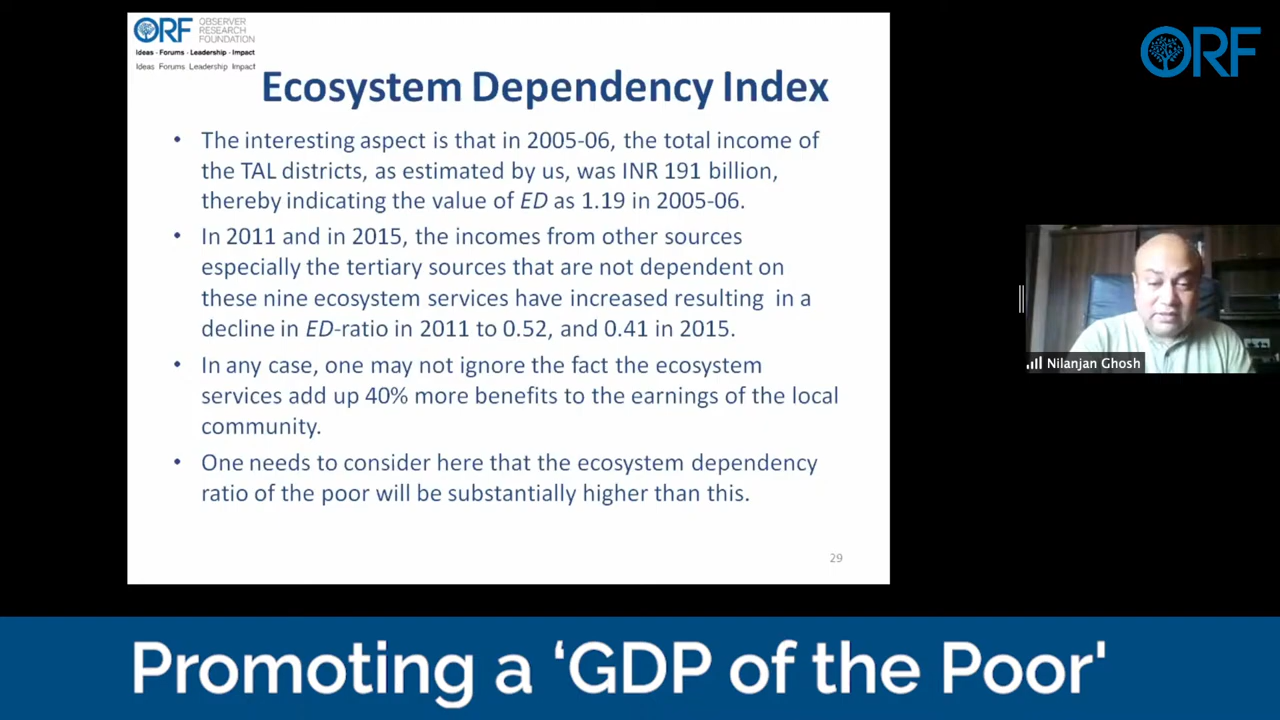 ORF
OBSERVER
RESEARCH
FOUNDATION
Ideas · Forums · Leadership · Impact
Ideas Forums Leadership Impact
ORF
Ecosystem Dependency Index
• The interesting aspect is that in 2005-06, the total income of
the TAL districts, as estimated by us, was INR 191 billion,
thereby indicating the value of ED as 1.19 in 2005-06.
• In 2011 and in 2015, the incomes from other sources
especially the tertiary sources that are not dependent on
these nine ecosystem services have increased resulting in a
decline in ED-ratio in 2011 to 0.52, and 0.41 in 2015.
• In any case, one may not ignore the fact the ecosystem
services add up 40% more benefits to the earnings of the local
community.
• One needs to consider here that the ecosystem dependency
ratio of the poor will be substantially higher than this.
29
Nilanjan Ghosh
Promoting a ‘GDP of the Poor'